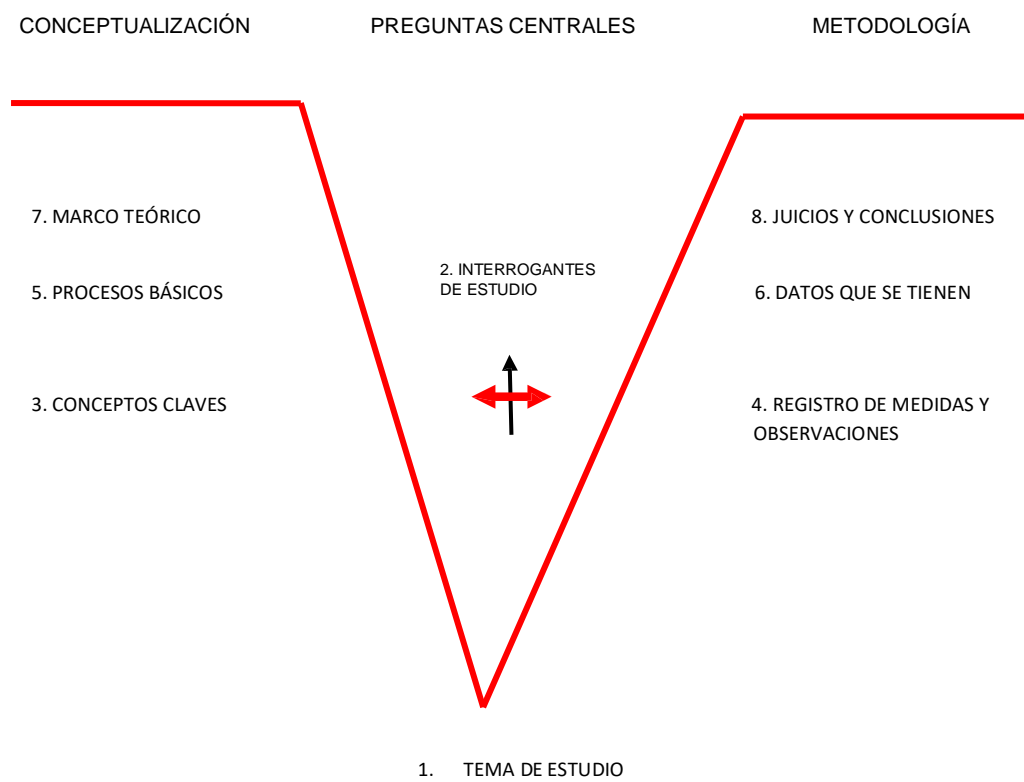 CONCEPTUALIZACIÓN
PREGUNTAS CENTRALES
METODOLOGÍA
7. MARCO TEÓRICO
8. JUICIOS Y CONCLUSIONES
2. INTERROGANTES
DE ESTUDIO
5. PROCESOS BÁSICOS
6. DATOS QUE SE TIENEN
3. CONCEPTOS CLAVES
4. REGISTRO DE MEDIDAS Y
OBSERVACIONES
1. TEMA DE ESTUDIO